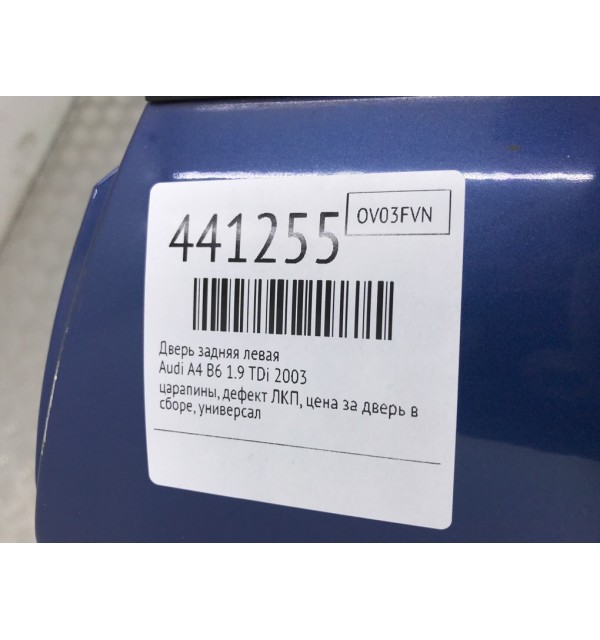 441255
OV03FVN
Дверь задняя левая
Audi A4 B6 1.9 TDi 2003
царапины, дефект ЛКП, цена за дверь в
сборе, универсал